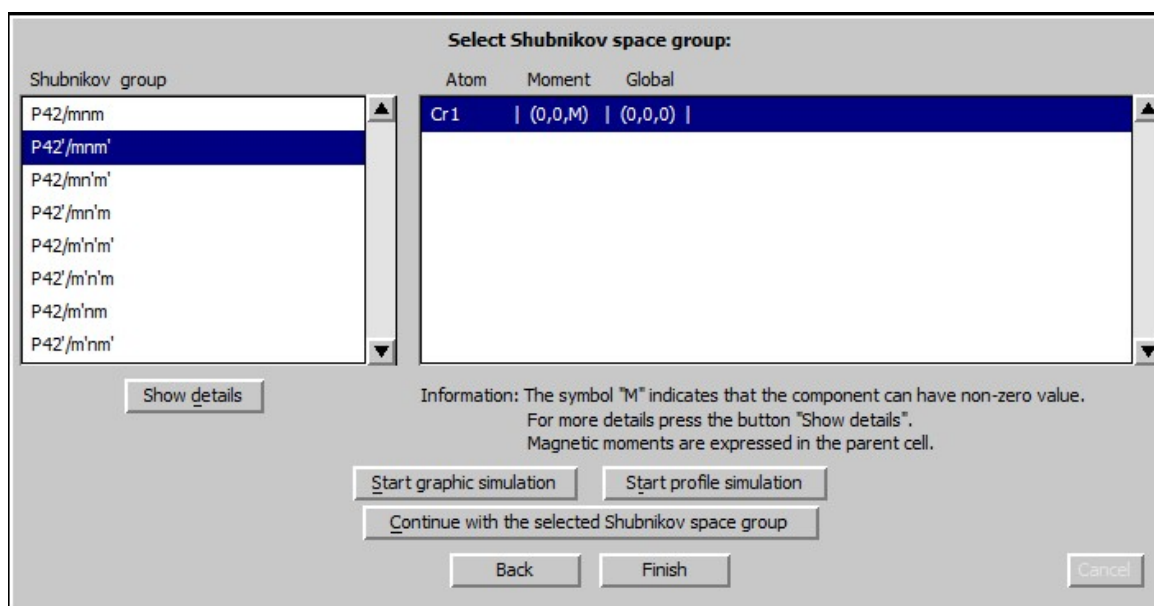 Select Shubnikov space group:
Shubnikov group
Atom Moment Global
P42/mnm
P42'/mnm'
P42/mn'm'
P42'/mn'm
P42/m'n'm'
P42'/m'n'm
P42/m'nm
P42'/m'nm'
Cr1 | (0,0,M) | (0,0,0) |
Show details
Information: The symbol "M" indicates that the component can have non-zero value.
For more details press the button "Show details".
Magnetic moments are expressed in the parent cell.
Start graphic simulation
Start profile simulation
Continue with the selected Shubnikov space group
Back
Finish
Cancel